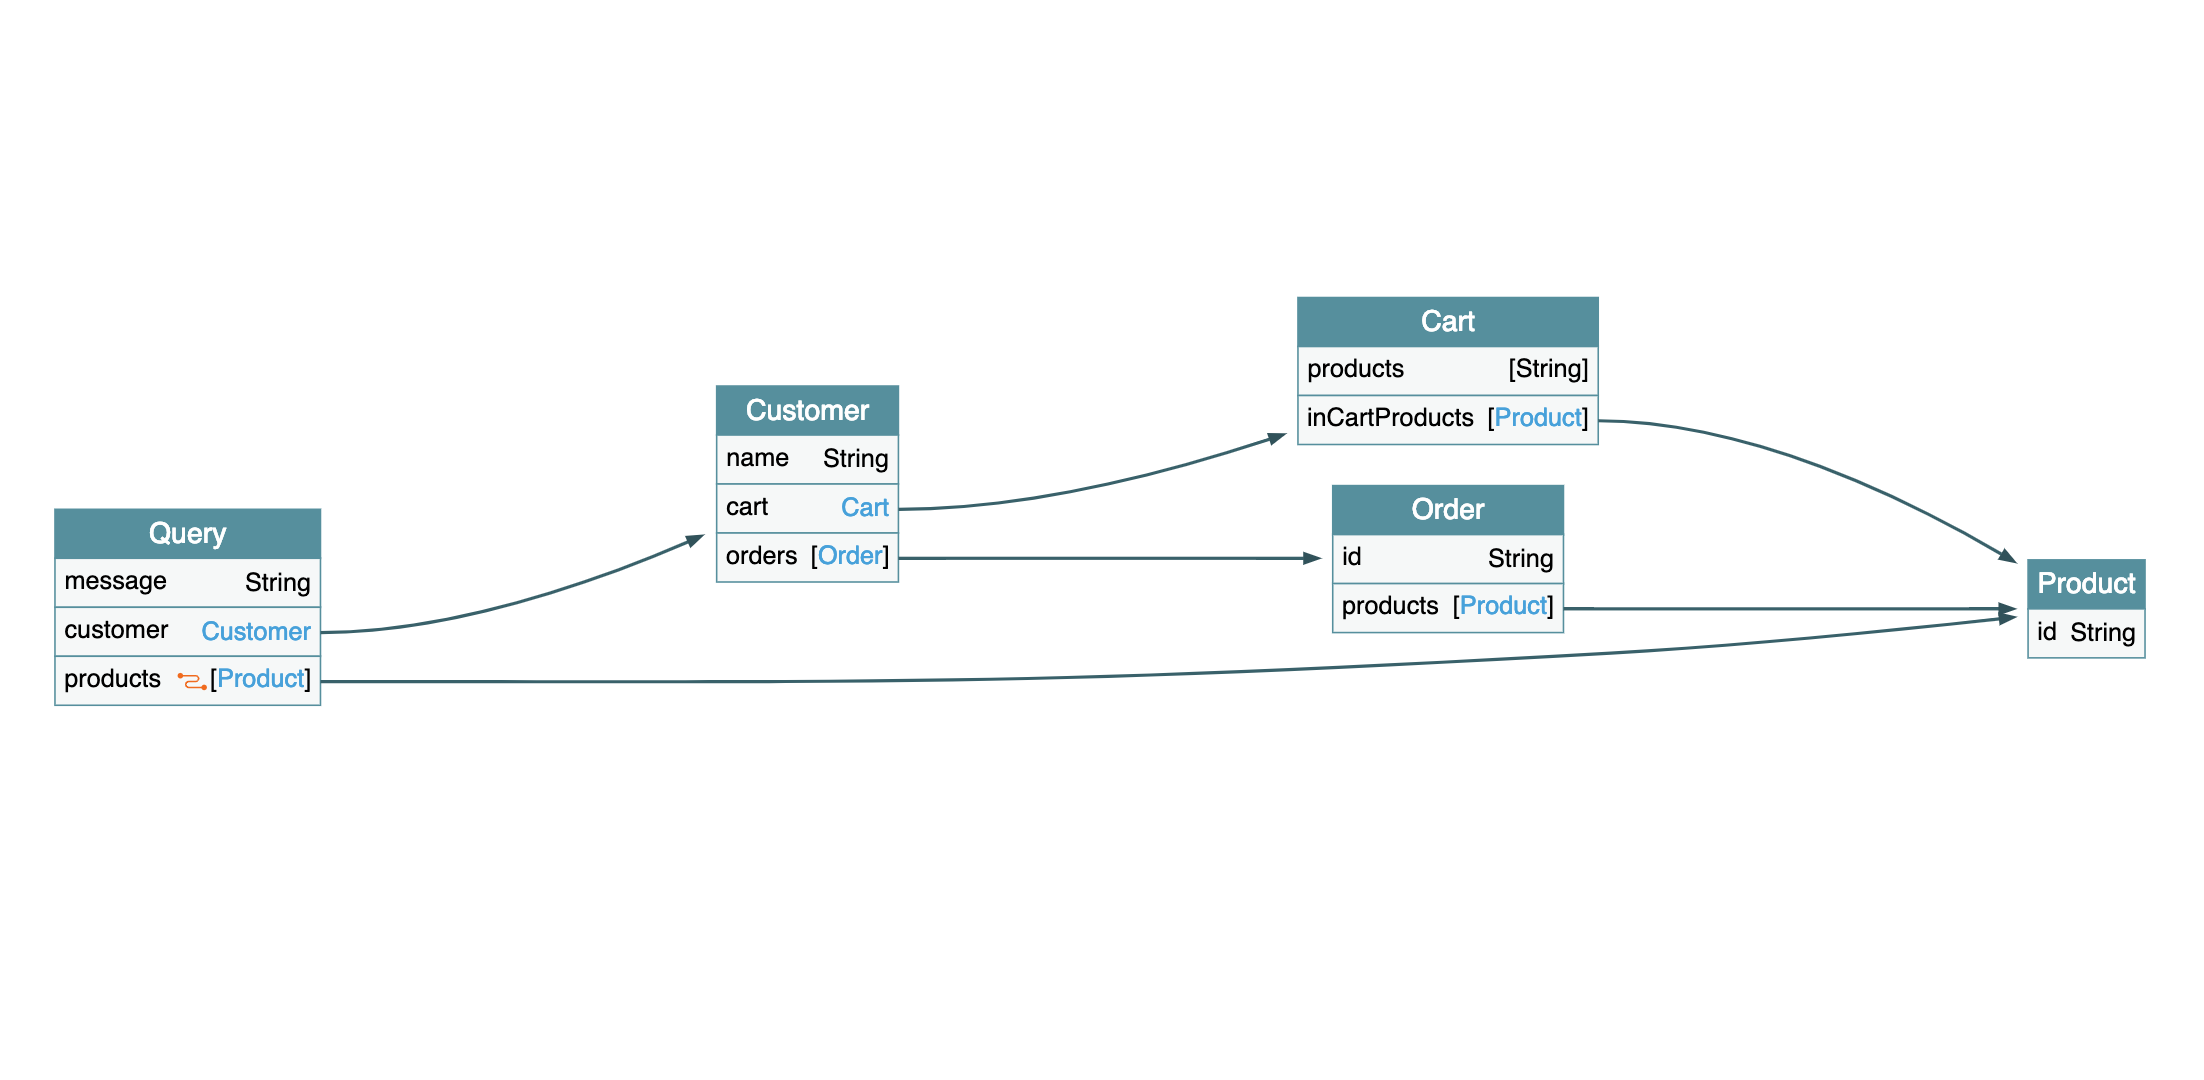 Query
message String
customer Customer
products [Product]
Customer
name String
cart Cart
orders [Order]
Cart
products [String]
inCartProducts [Product]
Order
id String
products [Product]
Product
id String